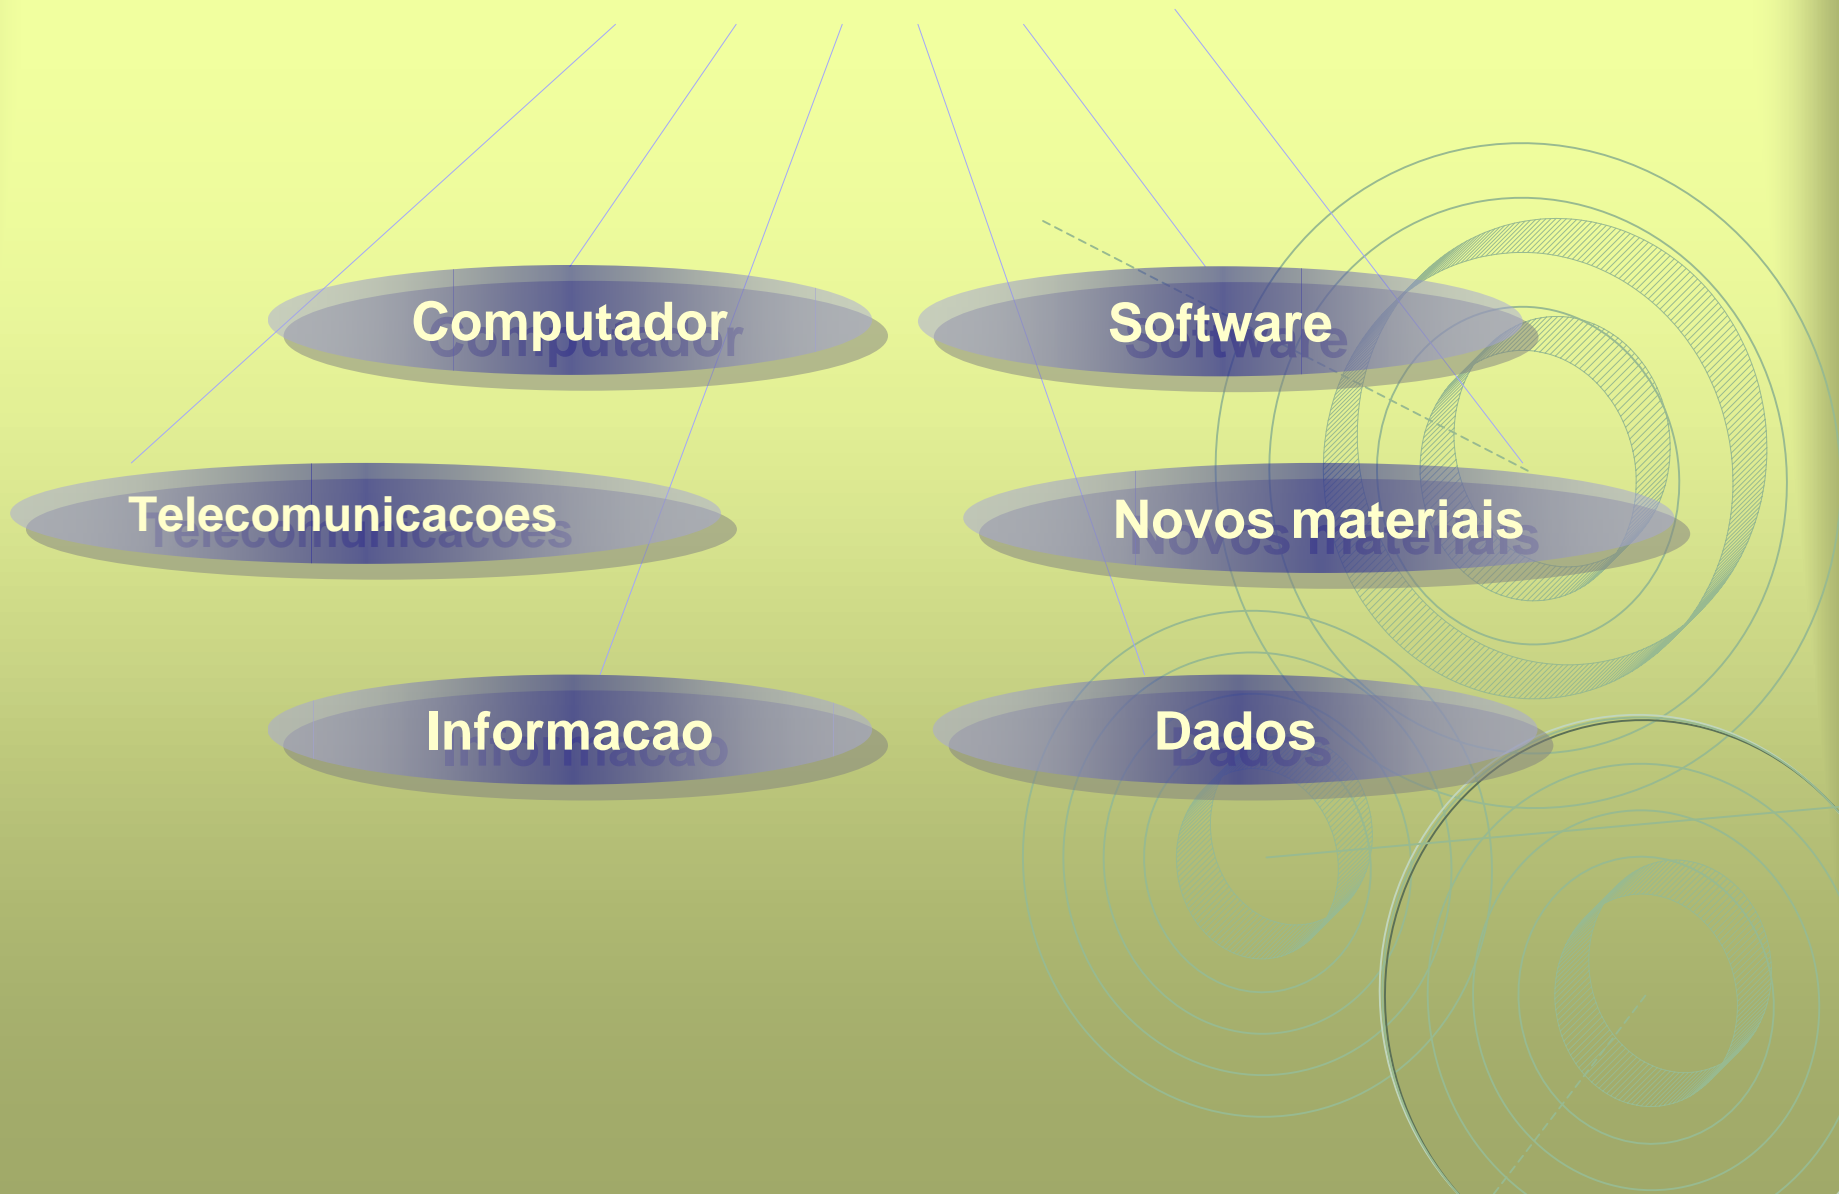 Computador
Software
Telecomunicacoes
Novos materiais
Informacao
Dados